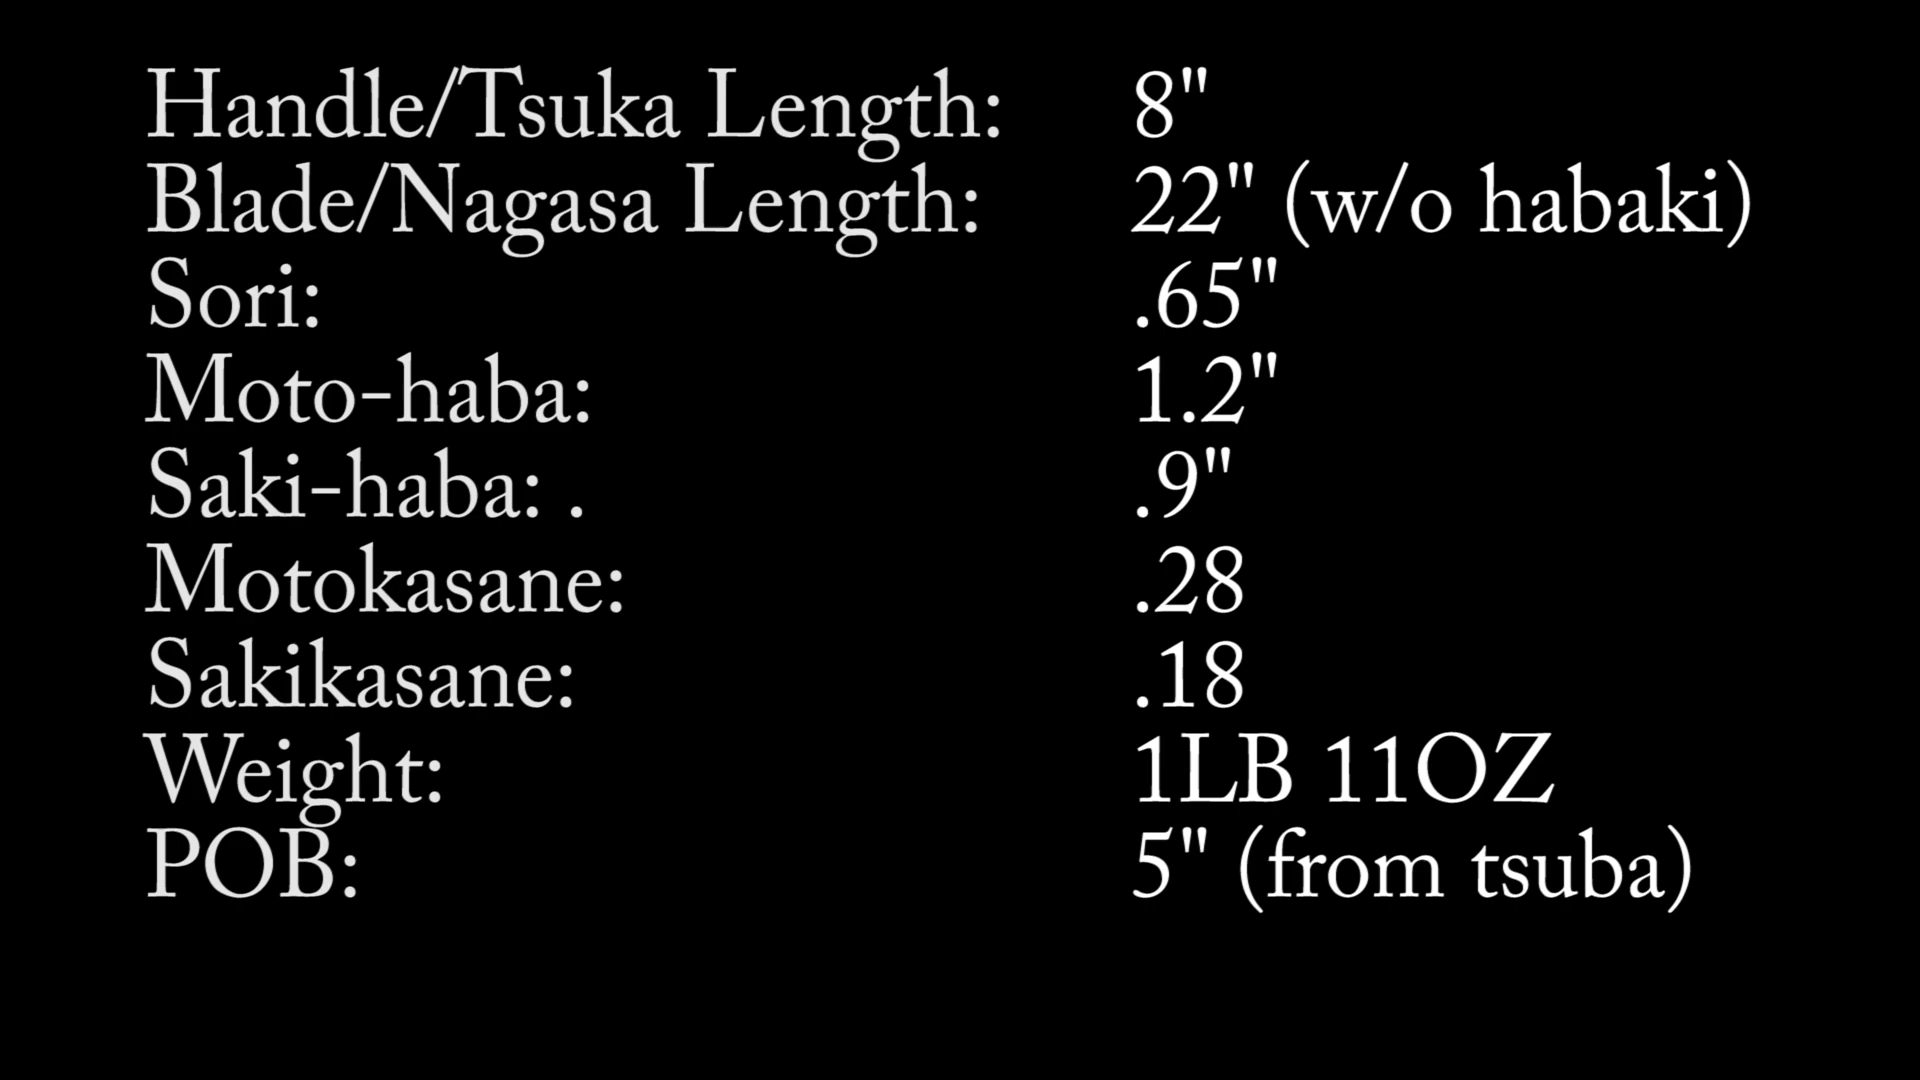 Handle/Tsuka Length: 8"
Blade/Nagasa Length: 22" (w/o habaki)
Sori: .65"
Moto-haba: 1.2"
Saki-haba: . .9"
Motokasane: .28
Sakikasane: .18
Weight: 1LB 11OZ
POB: 5" (from tsuba)